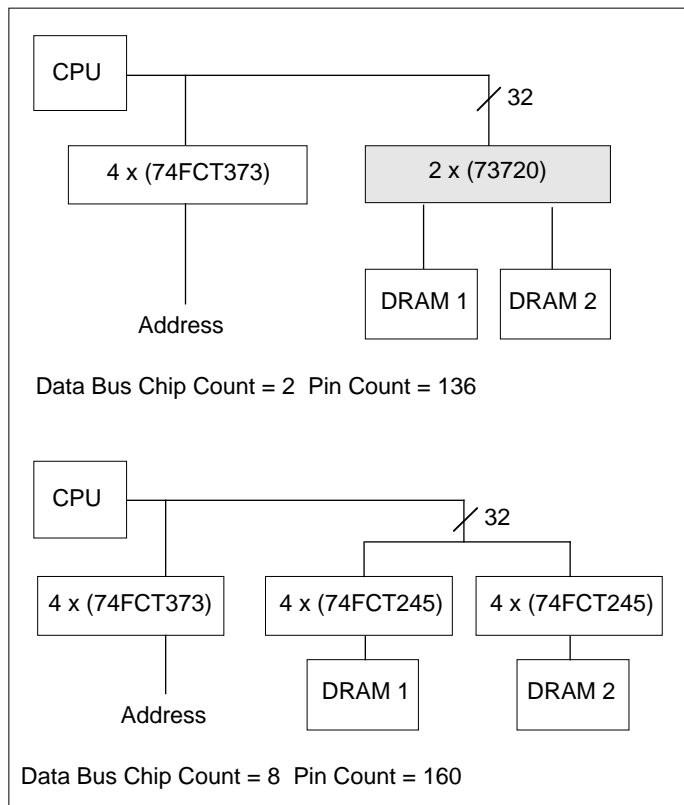 CPU
32
4 x (74FCT373)
2 x (73720)
DRAM 1
DRAM 2
Address
Data Bus Chip Count = 2 Pin Count = 136
CPU
32
4 x (74FCT373)
4 x (74FCT245)
4 x (74FCT245)
DRAM 1
DRAM 2
Address
Data Bus Chip Count = 8 Pin Count = 160